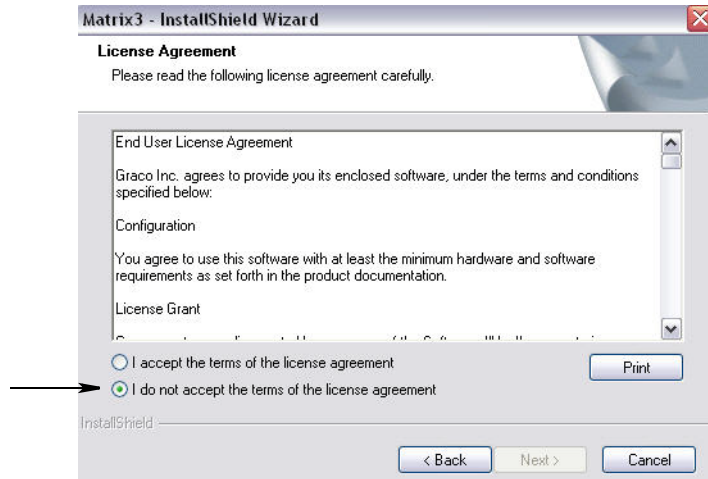 Matrix3 - InstallShield Wizard
License Agreement
Please read the following license agreement carefully.
End User License Agreement
Graco Inc. agrees to provide you its enclosed software, under the terms and conditions
specified below:
Configuration
You agree to use this software with at least the minimum hardware and software
requirements as set forth in the product documentation.
License Grant
I accept the terms of the license agreement
Print
I do not accept the terms of the license agreement
InstallShield
< Back
Next >
Cancel